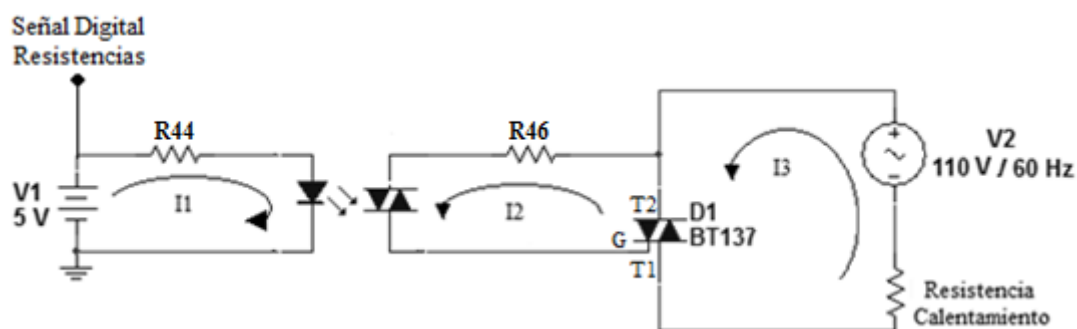 Señal Digital
Resistencias
R44
R46
V1
5 V
I1
I2
I3
T2
D1
BT137
G
T1
V2
110 V / 60 Hz
Resistencia
Calentamiento